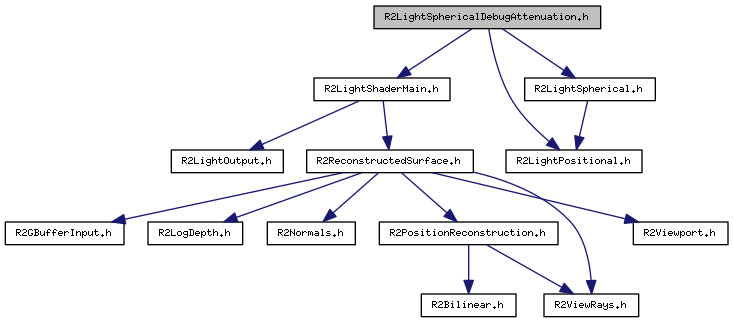 R2LightSphericalDebugAttenuation.h
R2LightShaderMain.h
R2LightSpherical.h
R2LightOutput.h
R2ReconstructedSurface.h
R2LightPositional.h
R2GBufferInput.h
R2LogDepth.h
R2Normals.h
R2PositionReconstruction.h
R2Viewport.h
R2Bilinear.h
R2ViewRays.h